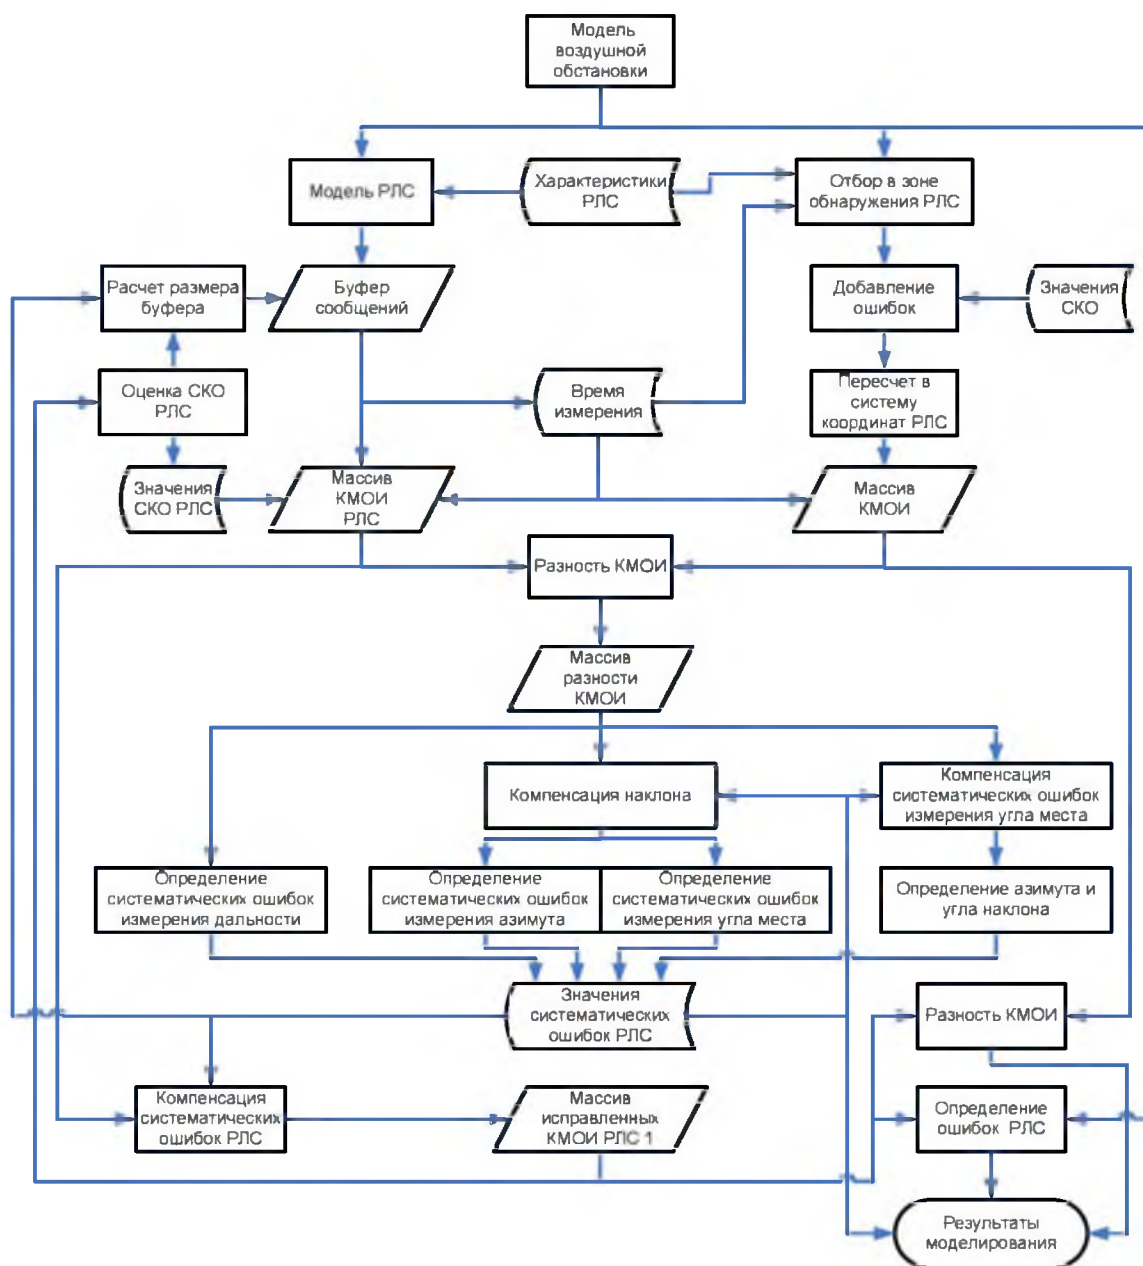 Модель
воздушной
обстановки
Модель РЛС
Характеристики
РЛС
Отбор в зоне
обнаружения РЛС
Расчет размера
буфера
Буфер
сообщений
Добавление
ошибок
Значения
СКО
Оценка СКО
РЛС
Время
измерения
Пересчет в
систему
координат РЛС
Значения
СКО РЛС
Массив
КМОИ
РЛС
Массив
КМОИ
Разность КМОИ
Массив
разности
КМОИ
Компенсация наклона
Компенсация
систематических ошибок
измерения угла места
Определение
систематических ошибок
измерения дальности
Определение
систематических ошибок
измерения азимута
Определение
систематических ошибок
измерения угла места
Определение азимута и
угла наклона
Значения
систематических
ошибок РЛС
Разность КМОИ
Компенсация
систематических
ошибок РЛС
Массив
исправленных
КМОИ РЛС 1
Определение
ошибок РЛС
Результаты
моделирования